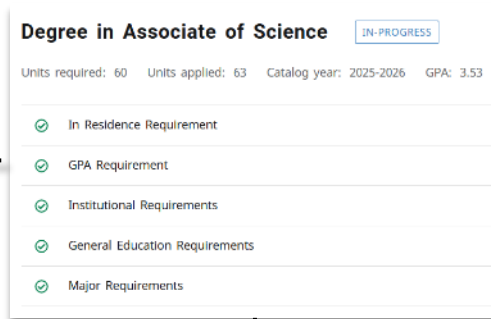 Degree in Associate of Science IN-PROGRESS
Units required: 60 Units applied: 63 Catalog year: 2025-2026 GPA: 3.53
In Residence Requirement
GPA Requirement
Institutional Requirements
General Education Requirements
Major Requirements